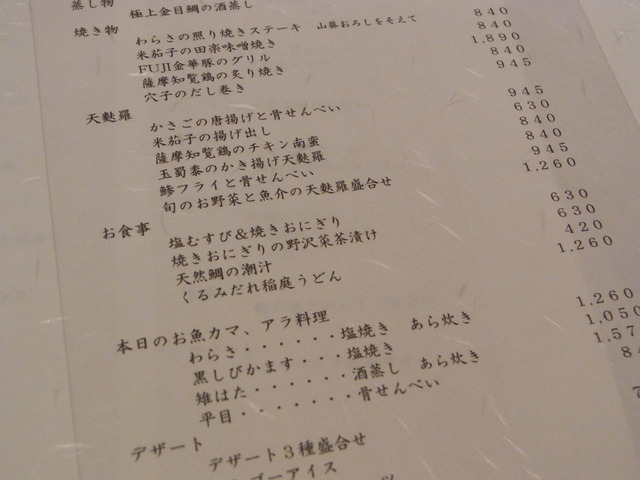 蒸し物
極上金目鯛の酒蒸し
焼き物
わらさの照り焼きステーキ 山葵おろしをそえて 840
米茄子の田楽味噌焼き 1,890
FUJI金華豚のグリル 840
薩摩知覧鶏の炙り焼き 945
穴子のだし巻き
天麩羅
かさごの唐揚げと骨せんべい 945
米茄子の揚げ出し 630
薩摩知覧鶏のチキン南蛮 840
玉蜀黍のかき揚げ天麩羅 840
鯵フライと骨せんべい 945
旬のお野菜と魚介の天麩羅盛合せ 1,260
お食事
塩むすび&焼きおにぎり 630
焼きおにぎりの野沢菜茶漬け 630
天然鯛の潮汁 420
くるみだれ稲庭うどん 1,260
本日のお魚カマ、アラ料理
わらさ・・・・・・塩焼き あら炊き 1,260
黒しびかます・・・塩焼き 1,050
雉はた・・・・・・酒蒸し あら炊き 1,57
平目・・・・・・・骨せんべい 84
デザート
デザート3種盛合せ
ゴーアイス